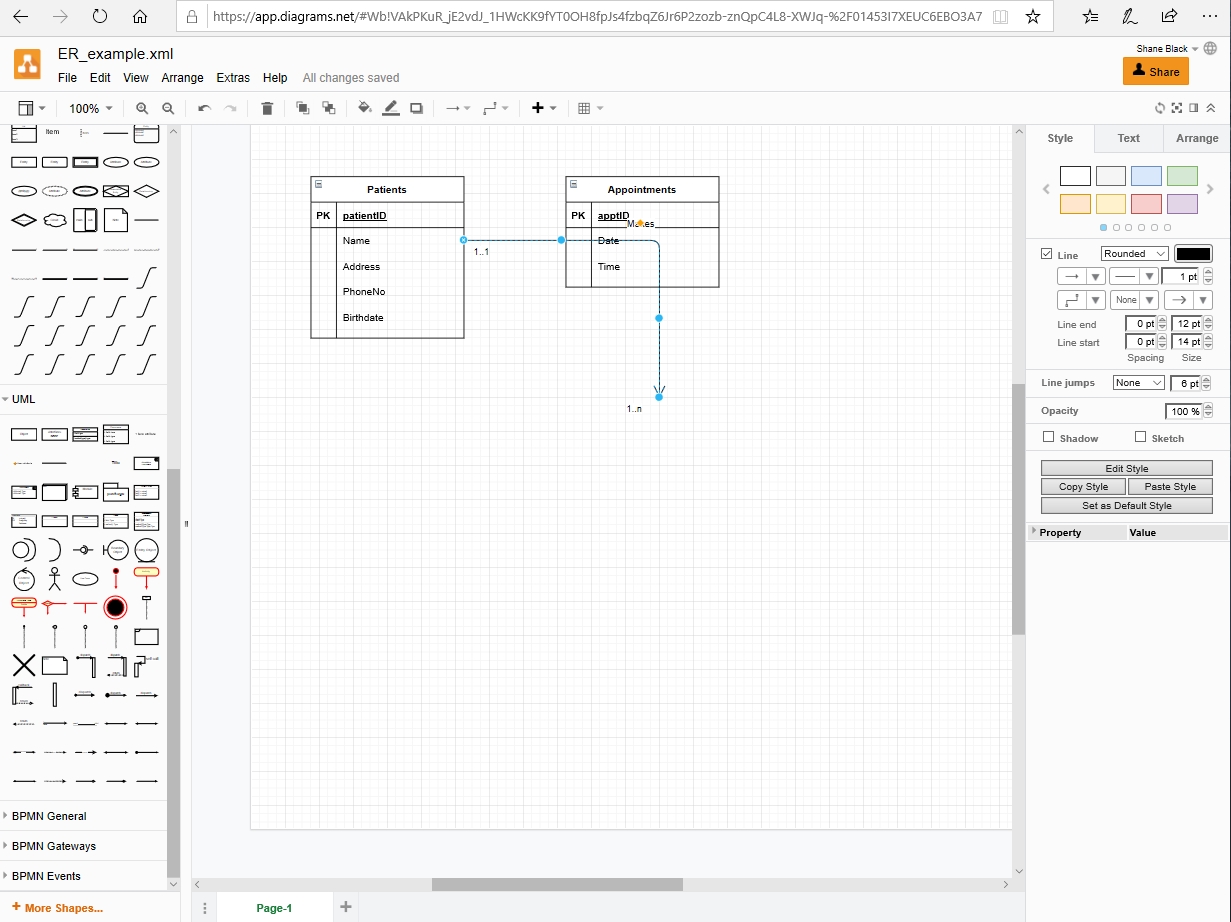 https://app.diagrams.net/#Wb!VAkPKuR_jE2vdJ_1HWcKK9fYT0OH8fpJs4fzbqZ6Jr6P2zozb-znQpC4L8-XWJq-%2F01453I7XEUC6EBO3A7
ER_example.xml
Shane Black
File Edit View Arrange Extras Help All changes saved
Share
100%
Item
Style Text Arrange
Patients
PK patientID
Name
Address
PhoneNo
Birthdate
Appointments
PK apptID
Makes
Date
Time
1..1
1..n
Line Rounded
1 pt
None
Line end 0 pt 12 pt
Line start 0 pt 14 pt
Spacing Size
Line jumps None 6 pt
Opacity 100 %
Shadow Sketch
Edit Style
Copy Style Paste Style
Set as Default Style
Property Value
UML
BPMN General
BPMN Gateways
BPMN Events
+ More Shapes...
Page-1